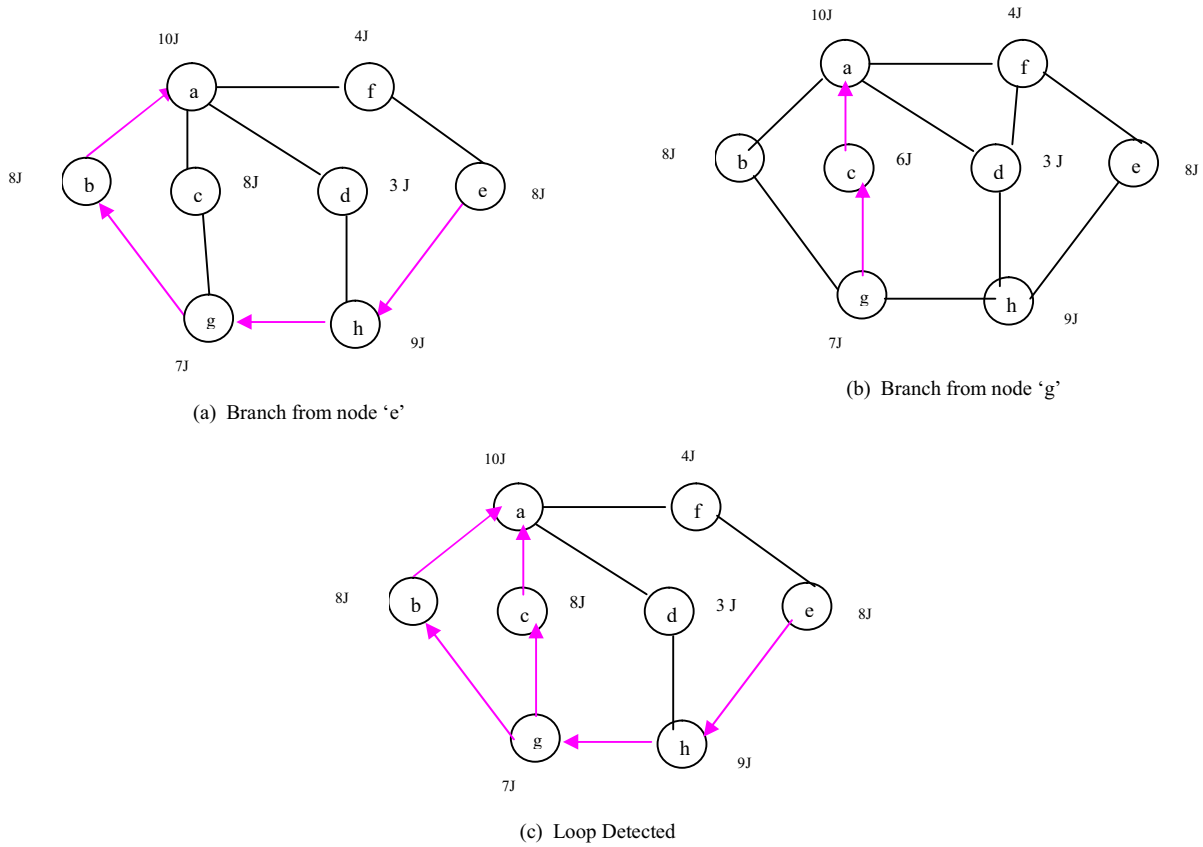 10J
4J
a
f
8J
b
c
8J
d
3 J
e
8J
g
h
7J
9J
(a) Branch from node ‘e’
10J
4J
a
f
8J
b
c
6J
d
3 J
e
8J
g
h
7J
9J
(b) Branch from node ‘g’
10J
4J
a
f
8J
b
c
8J
d
3 J
e
8J
g
h
7J
9J
(c) Loop Detected